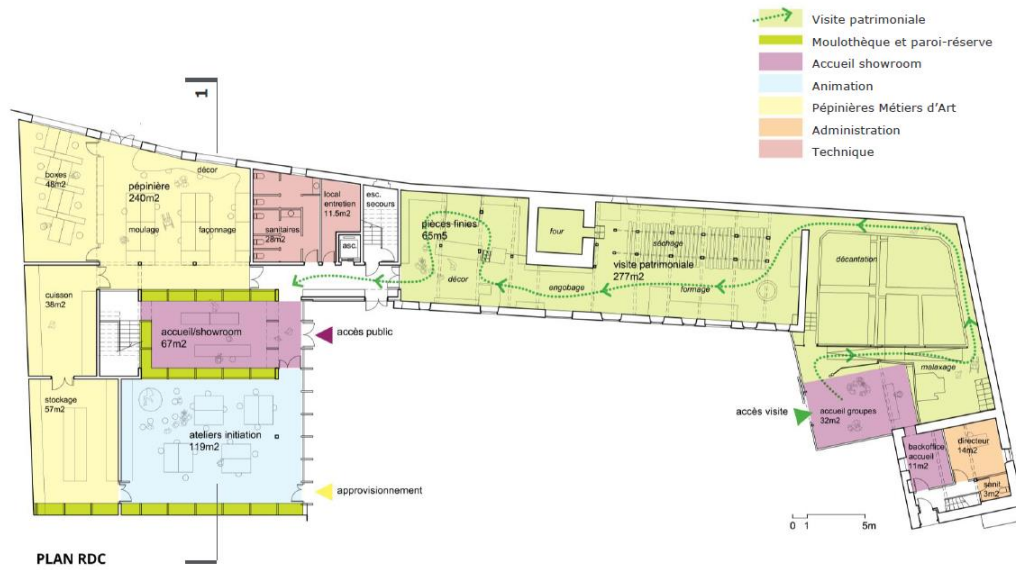 Visite patrimoniale
Moulothèque et paroi-réserve
Accueil showroom
Animation
Pépinières Métiers d'Art
Administration
Technique
1
boxes
48m2
pépinière
240m2
décor
moulage
façonnage
sanitaires
28m2
local
entretien
11.5m2
esc.
secours
asc.
pièces finies
65m5
décor
four
engobage
séchage
visite patrimoniale
277m2
formage
décantation
malaxage
cuisson
38m2
accueil/showroom
67m2
accès public
stockage
57m2
ateliers initiation
119m2
approvisionnement
accès visite
accueil groupes
32m2
backoffice
accueil
11m2
directeur
14m2
sanit.
3m2
0 1 5m
PLAN RDC